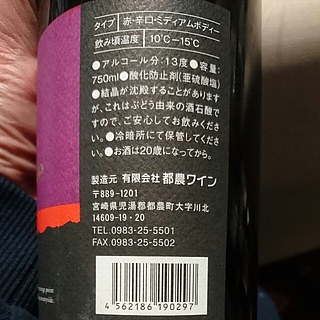 タイプ 赤・辛口・ミディアムボディー
飲み頃温度 10℃−15℃
●アルコール分:13度●容量:
750ml●酸化防止剤(亜硫酸塩)
●結晶が沈殿することがあります
が、これはぶどう由来の酒石酸で
すので、ご安心してお飲みくださ
い。●冷暗所にて保管してくださ
い。●お酒は20歳になってから。
製造元 有限会社 都農ワイン
〒889-1201
宮崎県児湯郡都農町大字川北
14609-19・20
TEL.0983-25-5501
FAX.0983-25-5502
4 562186 190297